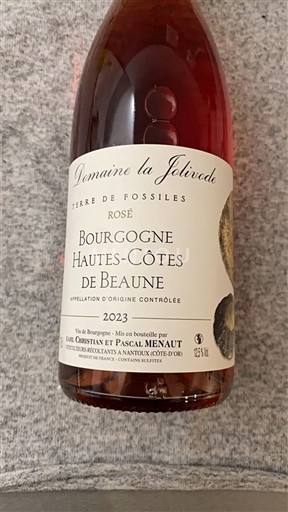 Domaine la Jolivode
TERRE DE FOSSILES
ROSÉ
BOURGOGNE
HAUTES-CÔTES
DE BEAUNE
APPELLATION D'ORIGINE CONTRÔLÉE
2023
Vin de Bourgogne - Mis en bouteille par
EARL CHRISTIAN ET PASCAL MENAUT
VITICULTEURS-RÉCOLTANTS A NANTOUX (CÔTE-D'OR)
PRODUIT DE FRANCE - CONTAINS SULFITES
12,5 % Vol.